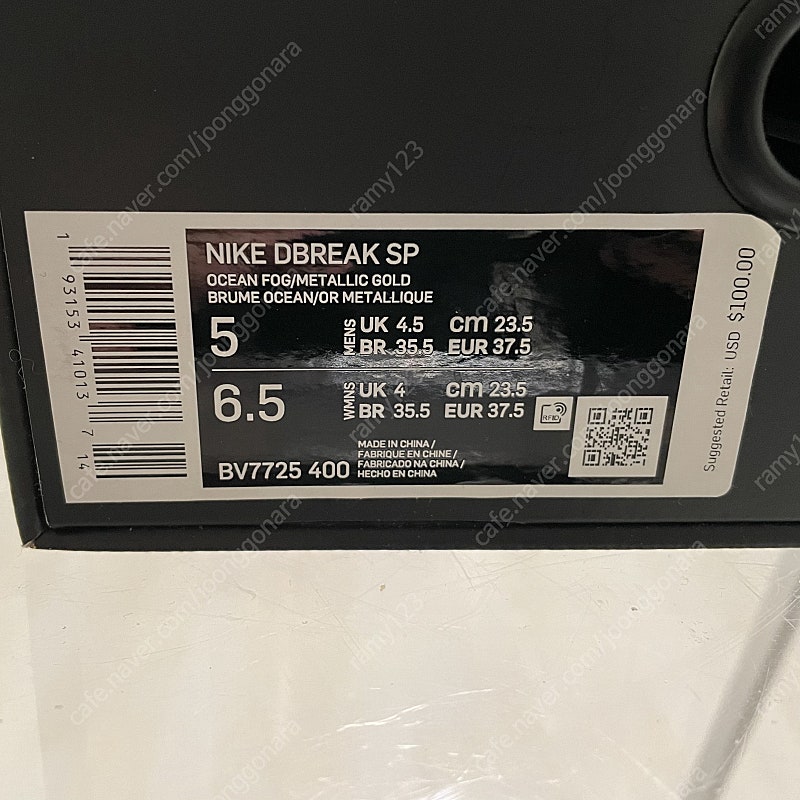 NIKE DBREAK SP
OCEAN FOG/METALLIC GOLD
BRUME OCEAN/OR METALLIQUE
5
MENS
UK 4.5 cm 23.5
BR 35.5 EUR 37.5
6.5
WMNS
UK 4 cm 23.5
BR 35.5 EUR 37.5
RFID
BV7725 400
MADE IN CHINA /
FABRIQUE EN CHINE /
FABRICADO NA CHINA /
HECHO EN CHINA
1 93153 41013 7 14
Suggested Retail: USD $100.00
cafe.naver.com/joonggonara
ramy123